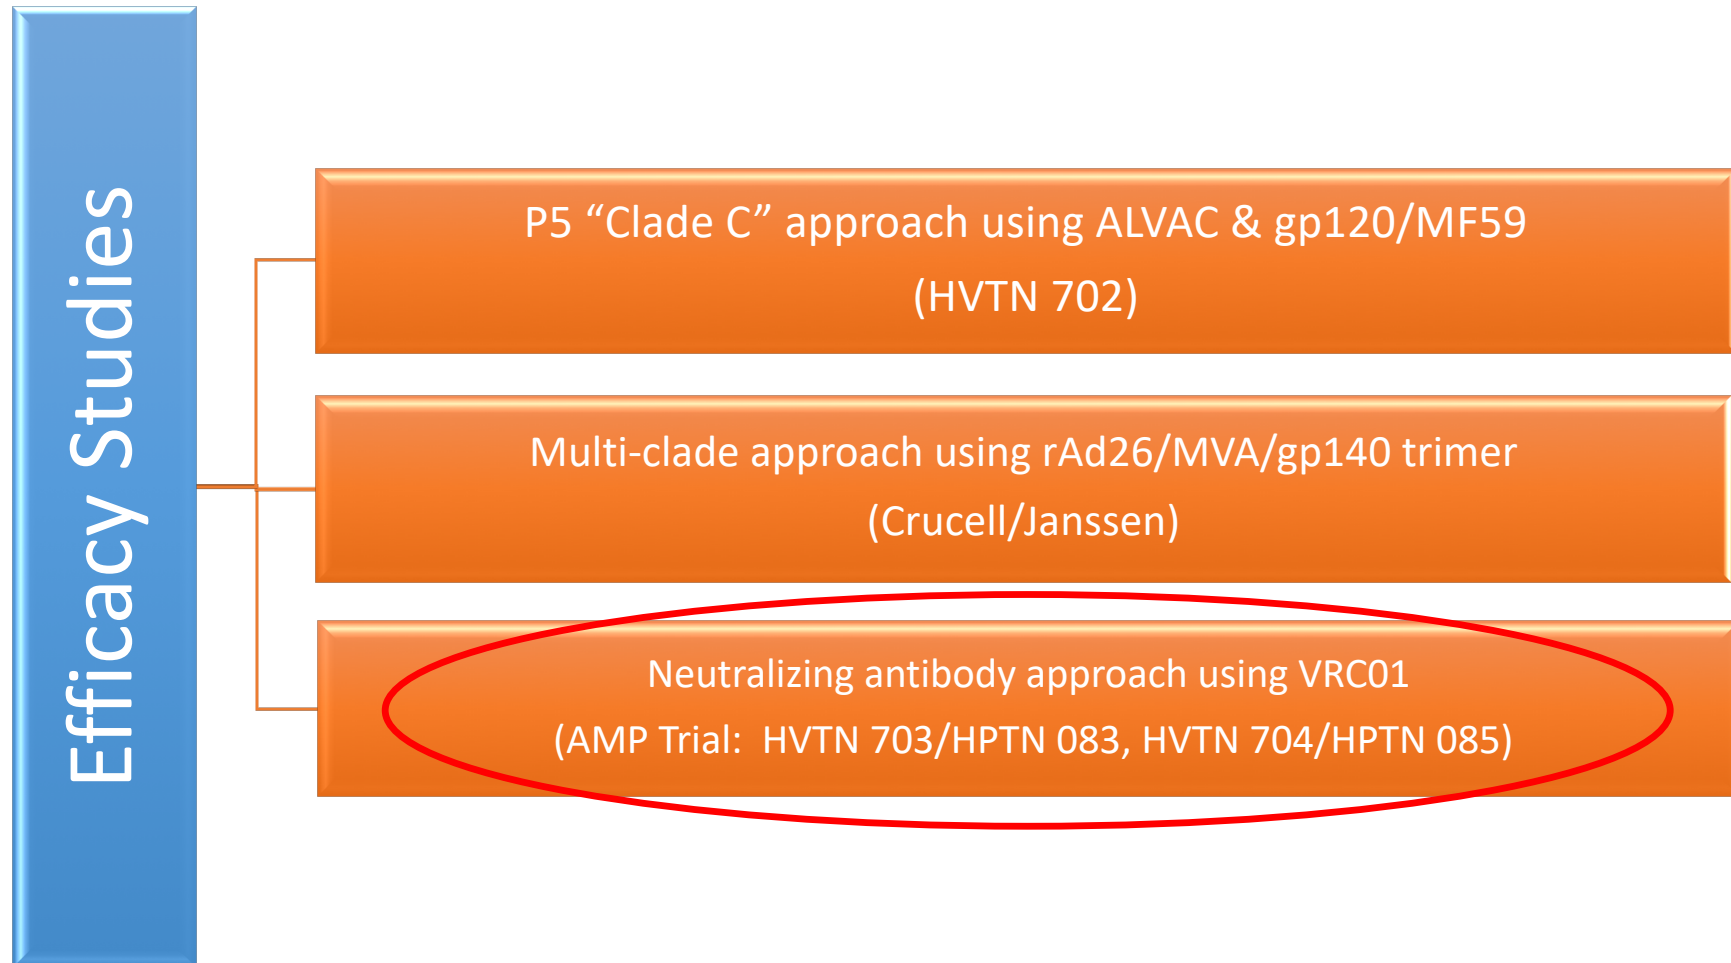 Efficacy Studies
P5 “Clade C” approach using ALVAC & gp120/MF59
(HVTN 702)
Multi-clade approach using rAd26/MVA/gp140 trimer
(Crucell/Janssen)
Neutralizing antibody approach using VRC01
(AMP Trial:  HVTN 703/HPTN 083, HVTN 704/HPTN 085)